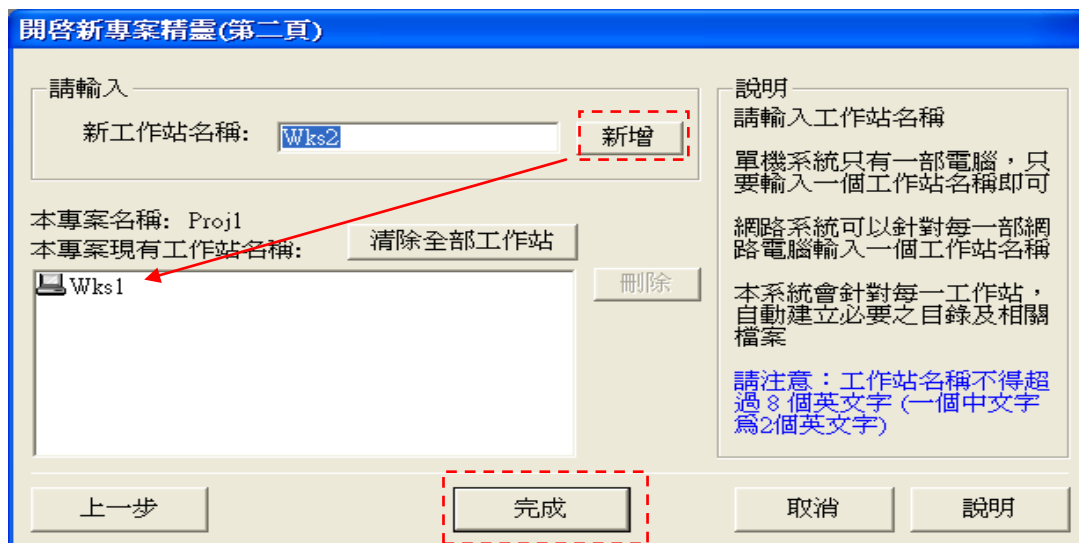 開啓新專案精靈(第二頁)
請輸入
新工作站名稱: Wks2 新增
本專案名稱: Proj1
本專案現有工作站名稱: 清除全部工作站
Wks1
刪除
說明
請輸入工作站名稱
單機系統只有一部電腦，只
要輸入一個工作站名稱即可
網路系統可以針對每一部網
路電腦輸入一個工作站名稱
本系統會針對每一工作站，
自動建立必要之目錄及相關
檔案
請注意：工作站名稱不得超
過 8 個英文字 (一個中文字
爲2個英文字)
上一步 完成 取消 說明